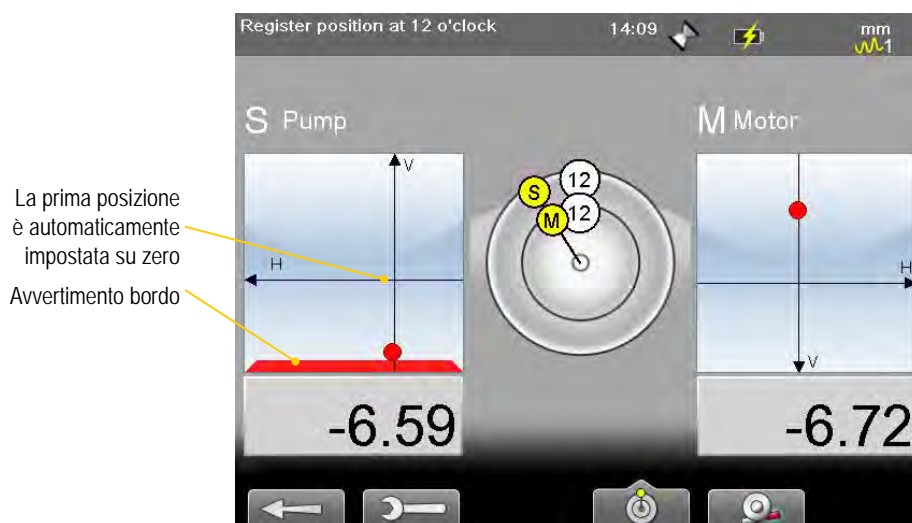 Register position at 12 o'clock
14:09
mm
1
S Pump
M Motor
La prima posizione
è automaticamente
impostata su zero
Avvertimento bordo
V
H
S
12
M
12
H
V
-6.59
-6.72